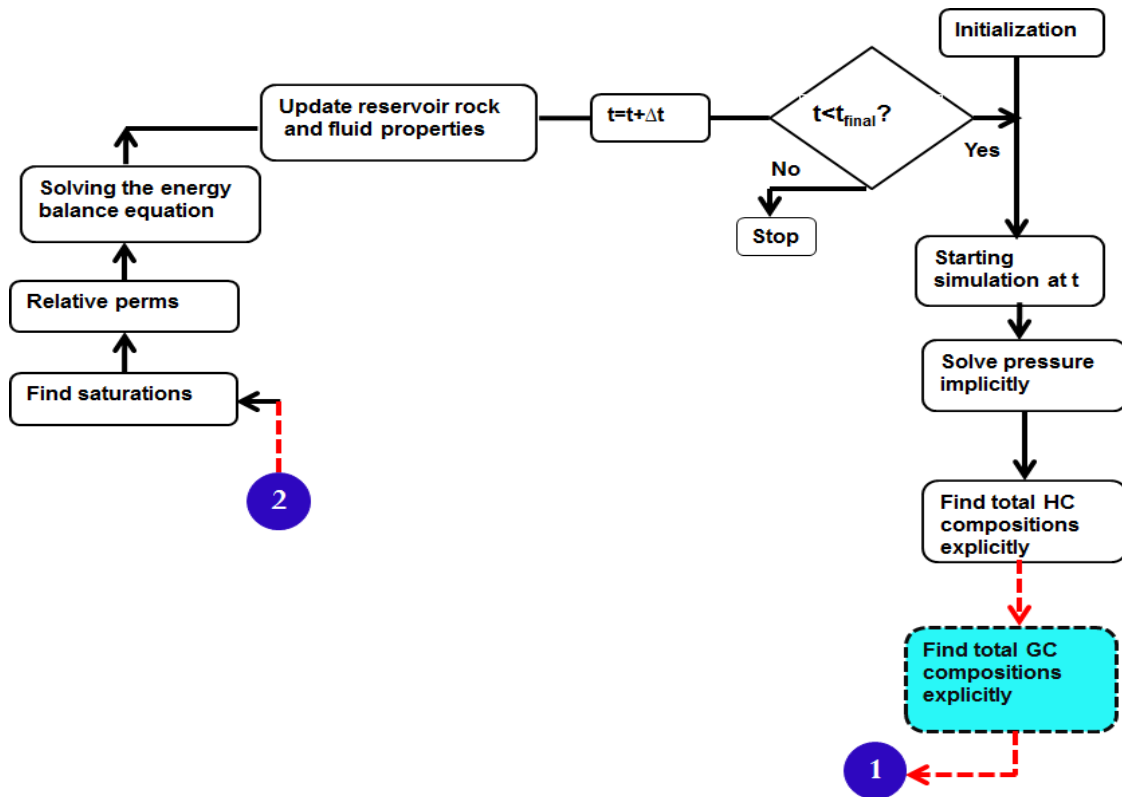 Initialization
Update reservoir rock
and fluid properties
t=t+Δt
t<tfinal?
Yes
No
Stop
Solving the energy
balance equation
Relative perms
Find saturations
2
Starting
simulation at t
Solve pressure
implicitly
Find total HC
compositions
explicitly
Find total GC
compositions
explicitly
1